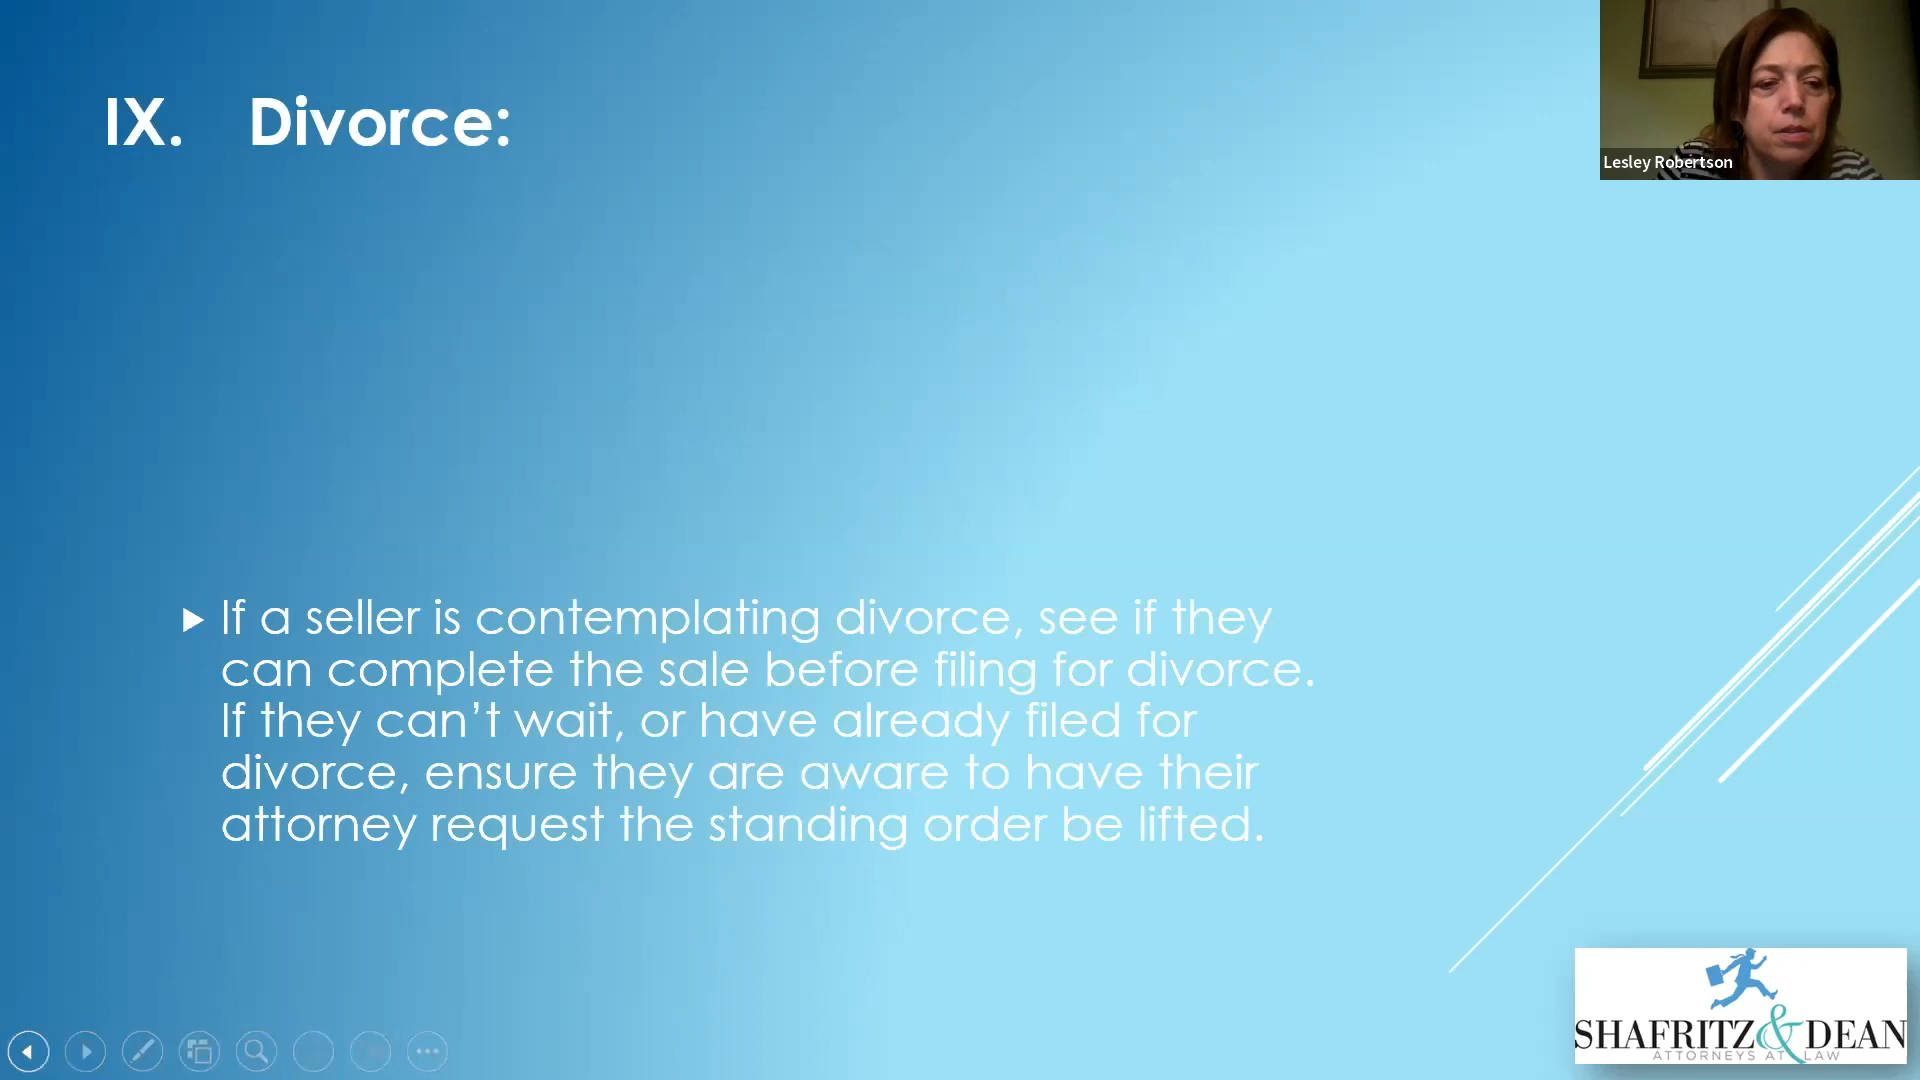 IX. Divorce:
Lesley Robertson
If a seller is contemplating divorce, see if they
can complete the sale before filing for divorce.
If they can’t wait, or have already filed for
divorce, ensure they are aware to have their
attorney request the standing order be lifted.
SHAFRITZ & DEAN
ATTORNEYS AT LAW